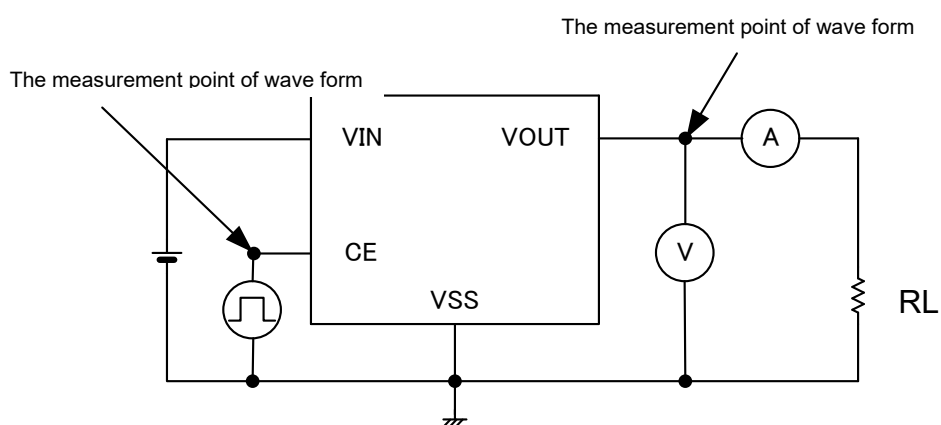 The measurement point of wave form
The measurement point of wave form
VIN
VOUT
A
CE
V
VSS
RL